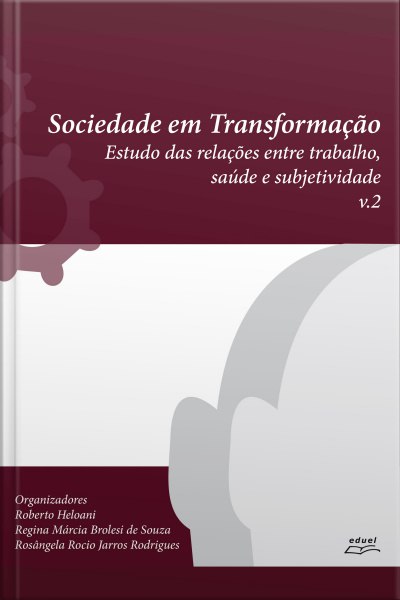 Sociedade em Transformação
Estudo das relações entre trabalho,
saúde e subjetividade
v.2
Organizadores
Roberto Heloani
Regina Márcia Brolesi de Souza
Rosângela Rocio Jarros Rodrigues
eduel